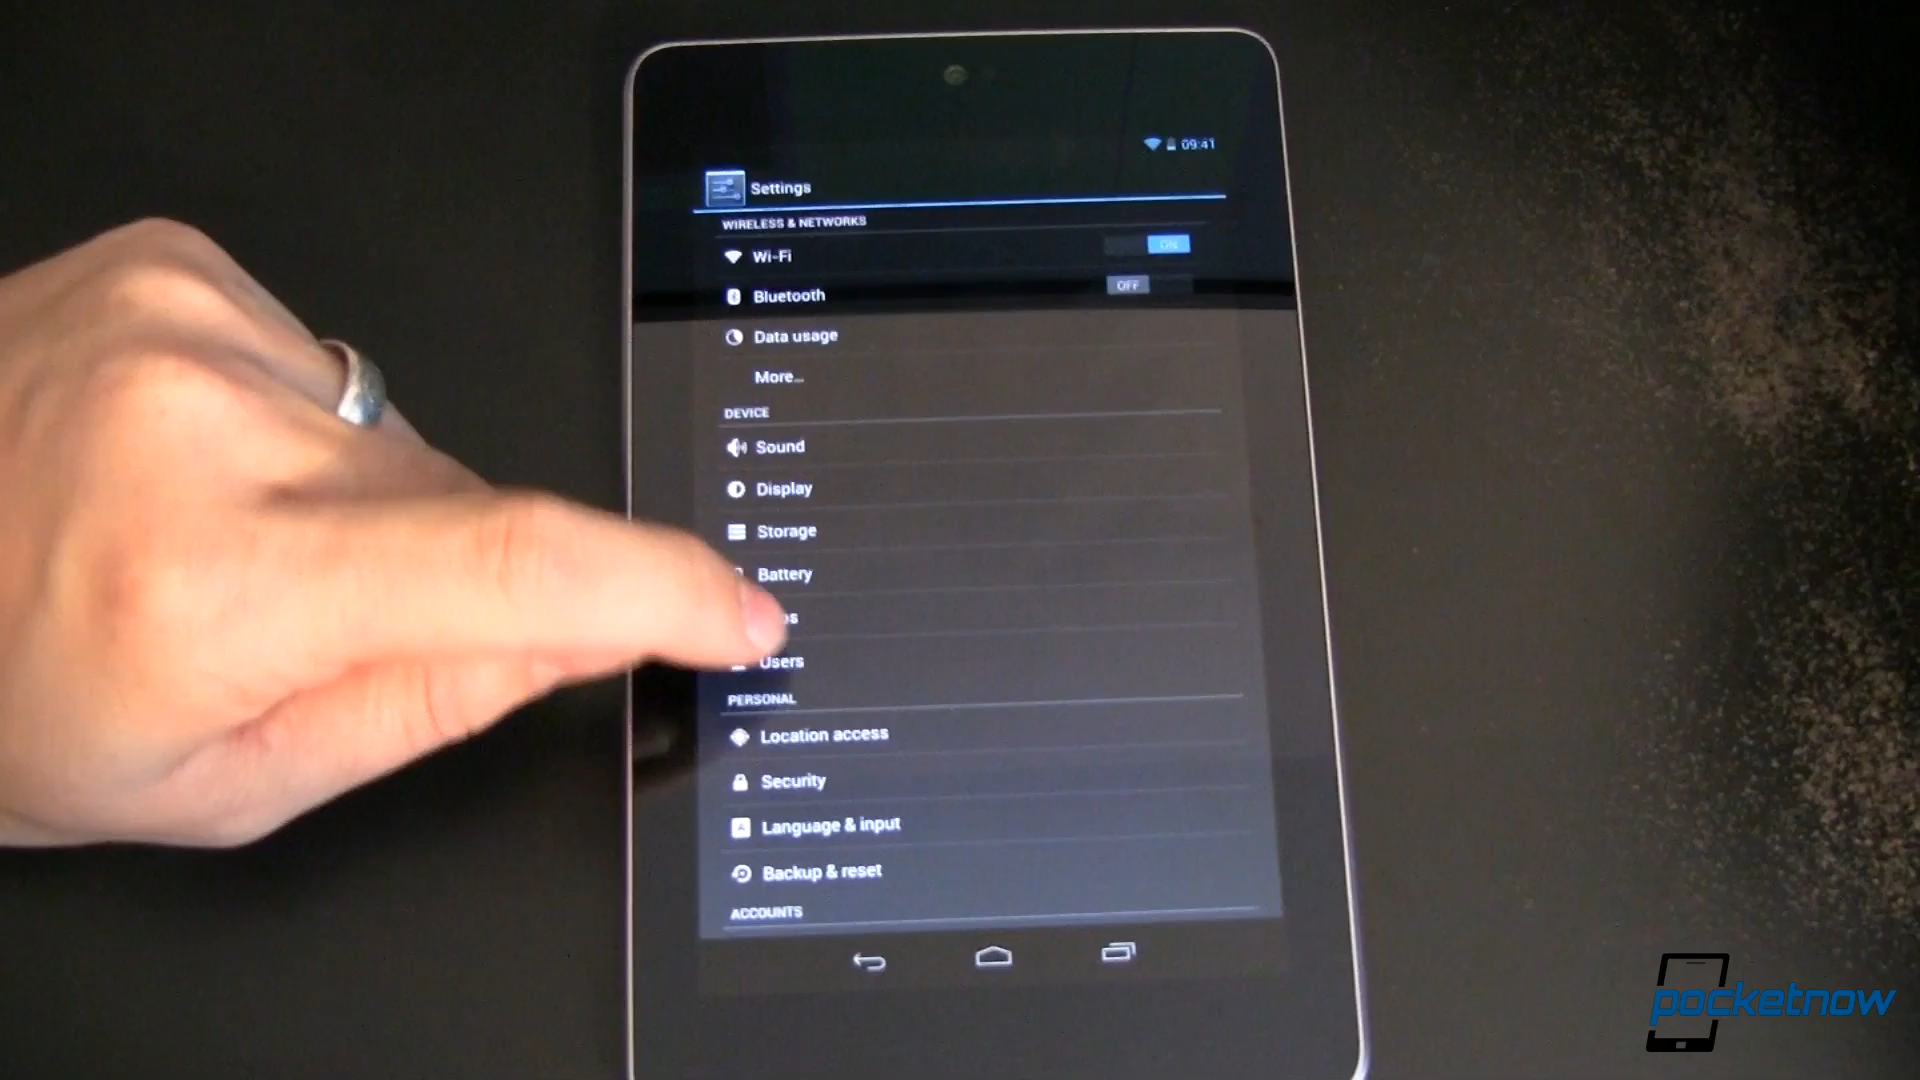 09:41
Settings
WIRELESS & NETWORKS
Wi-Fi ON
Bluetooth OFF
Data usage
More...
DEVICE
Sound
Display
Storage
Battery
Users
PERSONAL
Location access
Security
A Language & input
Backup & reset
ACCOUNTS
pocketnow